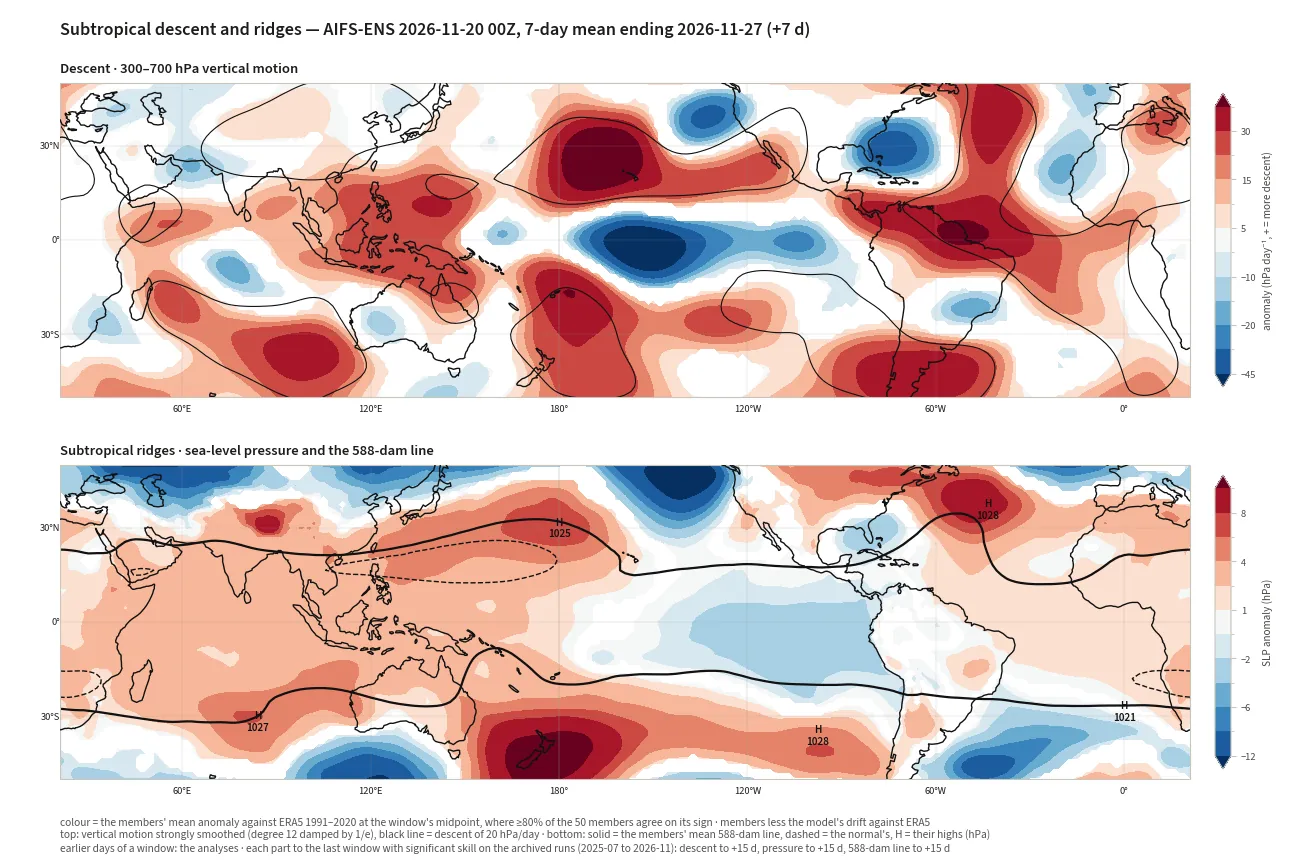 Subtropical descent and ridges — AIFS-ENS 2026-11-20 00Z, 7-day mean ending 2026-11-27 (+7 d)
Descent · 300–700 hPa vertical motion
30°N
0°
30°S
60°E
120°E
180°
120°W
60°W
0°
30
15
5
−10
−20
−45
anomaly (hPa day⁻¹, + = more descent)
Subtropical ridges · sea-level pressure and the 588-dam line
30°N
0°
30°S
H
1025
H
1028
H
1027
H
1028
H
1021
60°E
120°E
180°
120°W
60°W
0°
8
4
1
−2
−6
−12
SLP anomaly (hPa)
colour = the members' mean anomaly against ERA5 1991–2020 at the window's midpoint, where ≥80% of the 50 members agree on its sign · members less the model's drift against ERA5
top: vertical motion strongly smoothed (degree 12 damped by 1/e), black line = descent of 20 hPa/day · bottom: solid = the members' mean 588-dam line, dashed = the normal's, H = their highs (hPa)
earlier days of a window: the analyses · each part to the last window with significant skill on the archived runs (2025-07 to 2026-11): descent to +15 d, pressure to +15 d, 588-dam line to +15 d